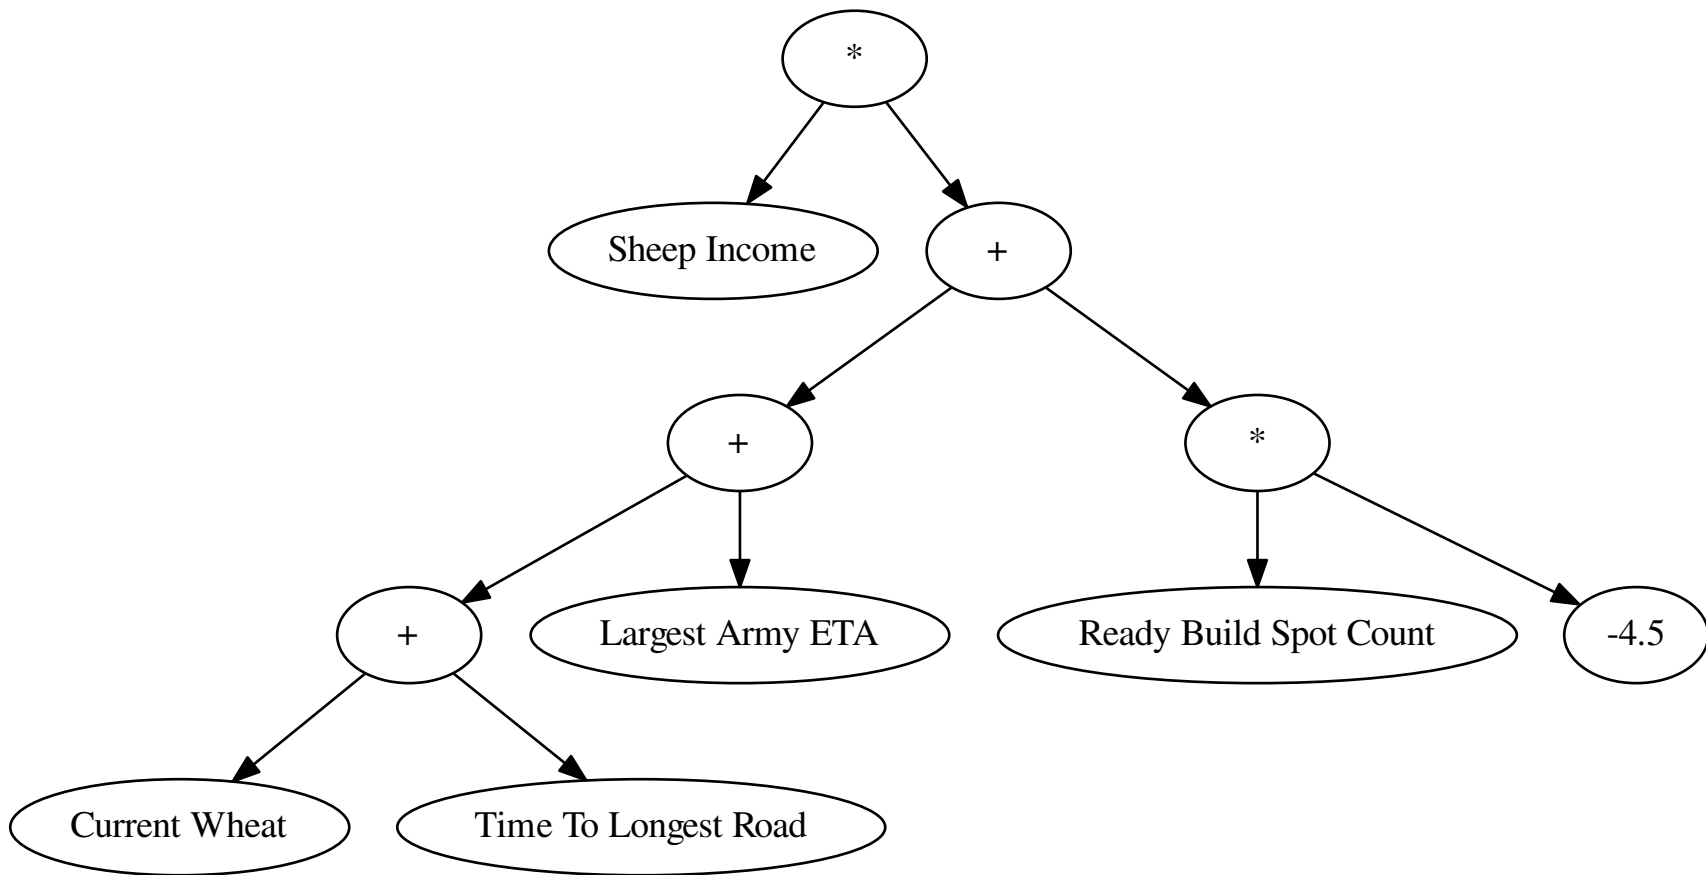 *
Sheep Income
+
+
*
+
Largest Army ETA
Ready Build Spot Count
-4.5
Current Wheat
Time To Longest Road